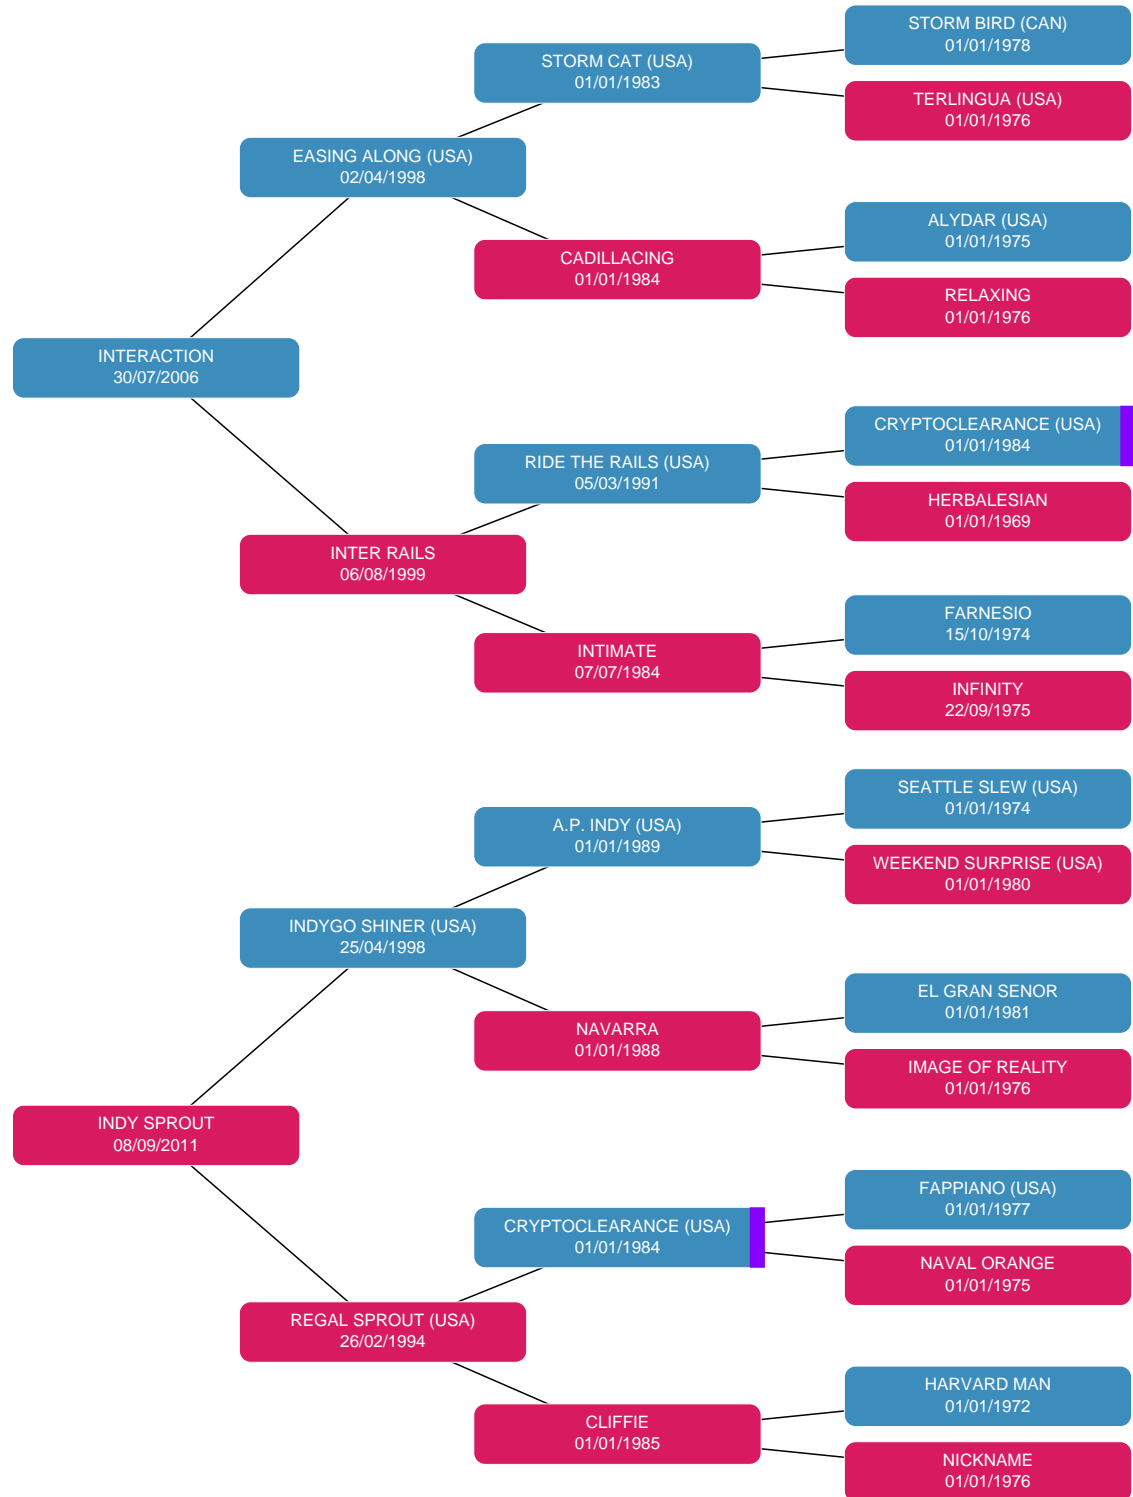 STORM BIRD (CAN)
01/01/1978
STORM CAT (USA)
01/01/1983
TERLINGUA (USA)
01/01/1976
EASING ALONG (USA)
02/04/1998
ALYDAR (USA)
01/01/1975
CADILLACING
01/01/1984
RELAXING
01/01/1976
INTERACTION
30/07/2006
CRYPTOCLEARANCE (USA)
01/01/1984
RIDE THE RAILS (USA)
05/03/1991
HERBALESIAN
01/01/1969
INTER RAILS
06/08/1999
FARNESIO
15/10/1974
INTIMATE
07/07/1984
INFINITY
22/09/1975
SEATTLE SLEW (USA)
01/01/1974
A.P. INDY (USA)
01/01/1989
WEEKEND SURPRISE (USA)
01/01/1980
INDYGO SHINER (USA)
25/04/1998
EL GRAN SENOR
01/01/1981
NAVARRA
01/01/1988
IMAGE OF REALITY
01/01/1976
INDY SPROUT
08/09/2011
FAPPIANO (USA)
01/01/1977
CRYPTOCLEARANCE (USA)
01/01/1984
NAVAL ORANGE
01/01/1975
REGAL SPROUT (USA)
26/02/1994
HARVARD MAN
01/01/1972
CLIFFIE
01/01/1985
NICKNAME
01/01/1976